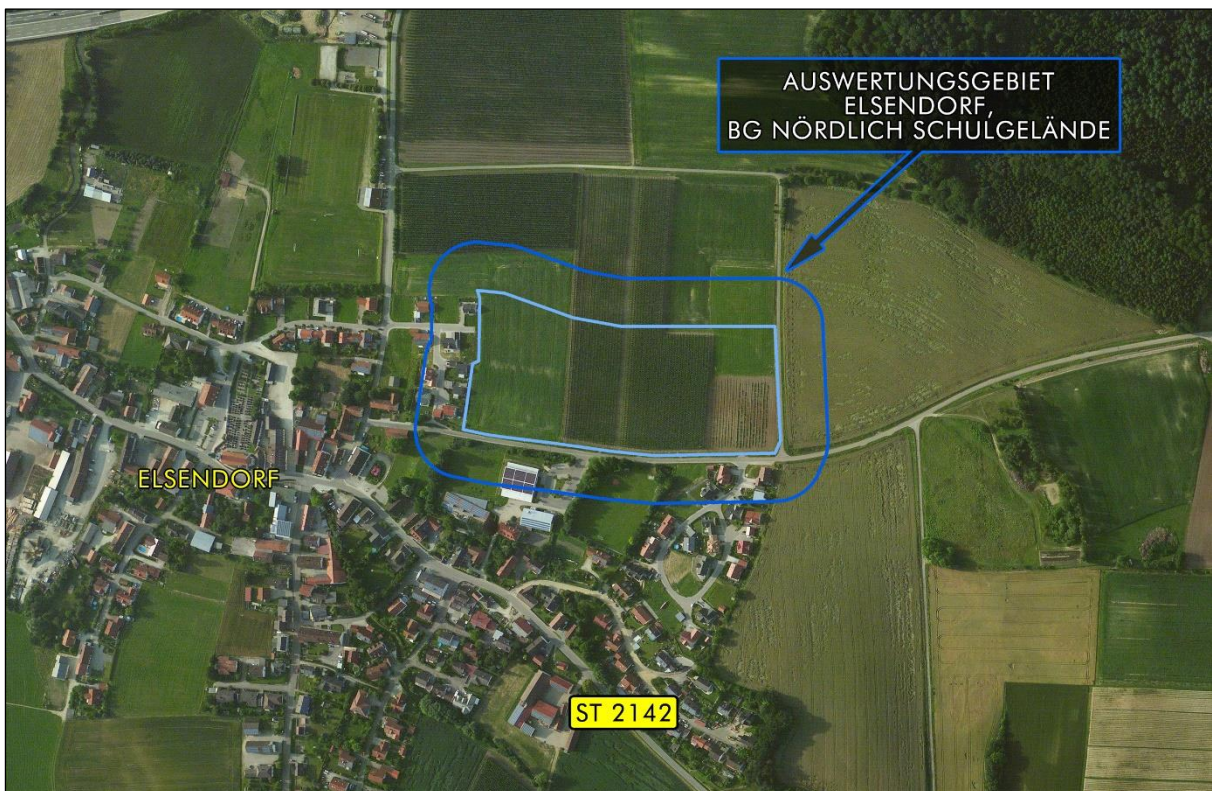 AUSWERTUNGSGEBIET
ELSENDORF,
BG NÖRDLICH SCHULGELÄNDE
ELSENDORF
ST 2142